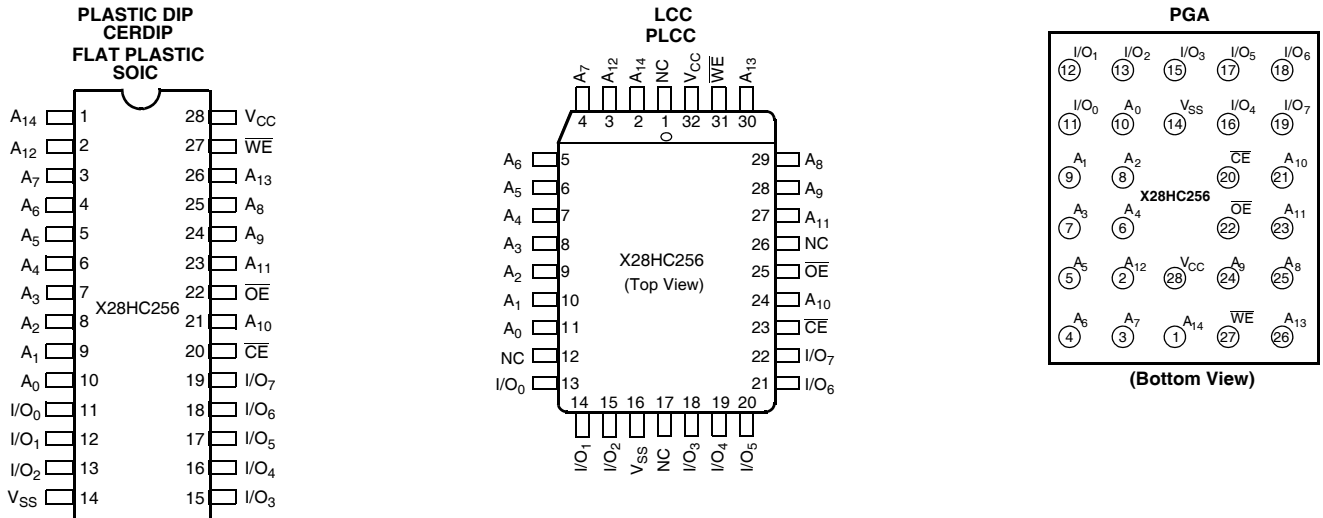 PLASTIC DIP
CERDIP
FLAT PLASTIC
SOIC
A14 1 28 VCC
A12 2 27 WE
A7 3 26 A13
A6 4 25 A8
A5 5 24 A9
A4 6 23 A11
A3 7 22 OE
X28HC256
A2 8 21 A10
A1 9 20 CE
A0 10 19 I/O7
I/O0 11 18 I/O6
I/O1 12 17 I/O5
I/O2 13 16 I/O4
VSS 14 15 I/O3
LCC
PLCC
A7 A12 A14 NC VCC WE A13
4 3 2 1 32 31 30
A6 5 29 A8
A5 6 28 A9
A4 7 27 A11
A3 8 26 NC
X28HC256
A2 9 25 OE
(Top View)
A1 10 24 A10
A0 11 23 CE
NC 12 22 I/O7
I/O0 13 21 I/O6
14 15 16 17 18 19 20
I/O1 I/O2 VSS NC I/O3 I/O4 I/O5
PGA
I/O1 I/O2 I/O3 I/O5 I/O6
12 13 15 17 18
I/O0 A0 VSS I/O4 I/O7
11 10 14 16 19
A1 A2 CE A10
9 8 20 21
X28HC256
A3 A4 OE A11
7 6 22 23
A5 A12 VCC A9 A8
5 2 28 24 25
A6 A7 A14 WE A13
4 3 1 27 26
(Bottom View)